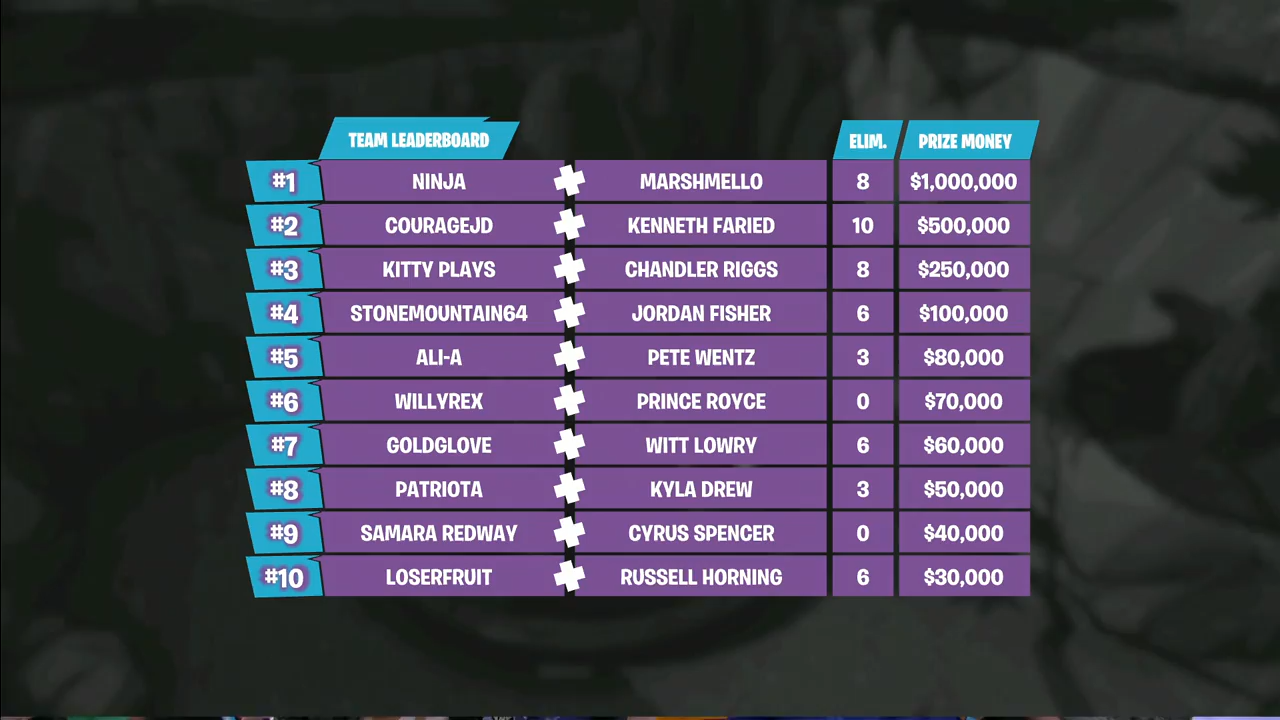 TEAM LEADERBOARD ELIM. PRIZE MONEY
#1 NINJA MARSHMELLO 8 $1,000,000
#2 COURAGEJD KENNETH FARIED 10 $500,000
#3 KITTY PLAYS CHANDLER RIGGS 8 $250,000
#4 STONEMOUNTAIN64 JORDAN FISHER 6 $100,000
#5 ALI-A PETE WENTZ 3 $80,000
#6 WILLYREX PRINCE ROYCE 0 $70,000
#7 GOLDGLOVE WITT LOWRY 6 $60,000
#8 PATRIOTA KYLA DREW 3 $50,000
#9 SAMARA REDWAY CYRUS SPENCER 0 $40,000
#10 LOSERFRUIT RUSSELL HORNING 6 $30,000